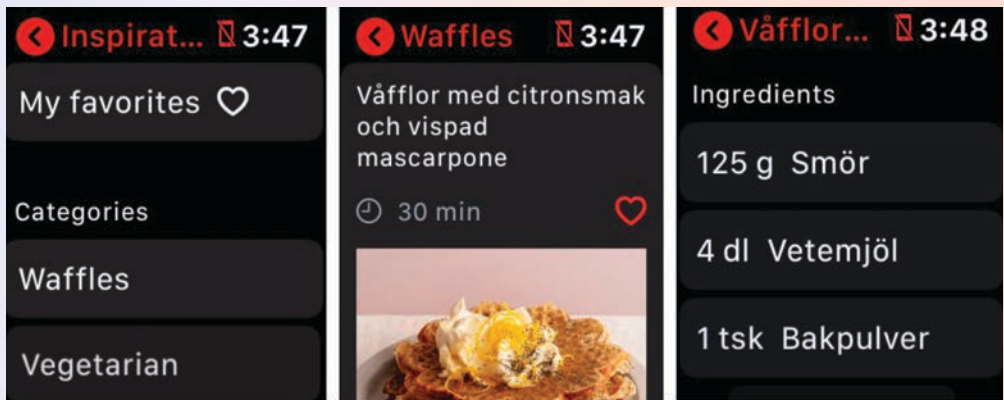 Inspirat... 3:47
My favorites
Categories
Waffles
Vegetarian
Waffles 3:47
Våfflor med citronsmak
och vispad
mascarpone
30 min
Våfflor... 3:48
Ingredients
125 g Smör
4 dl Vetemjöl
1 tsk Bakpulver